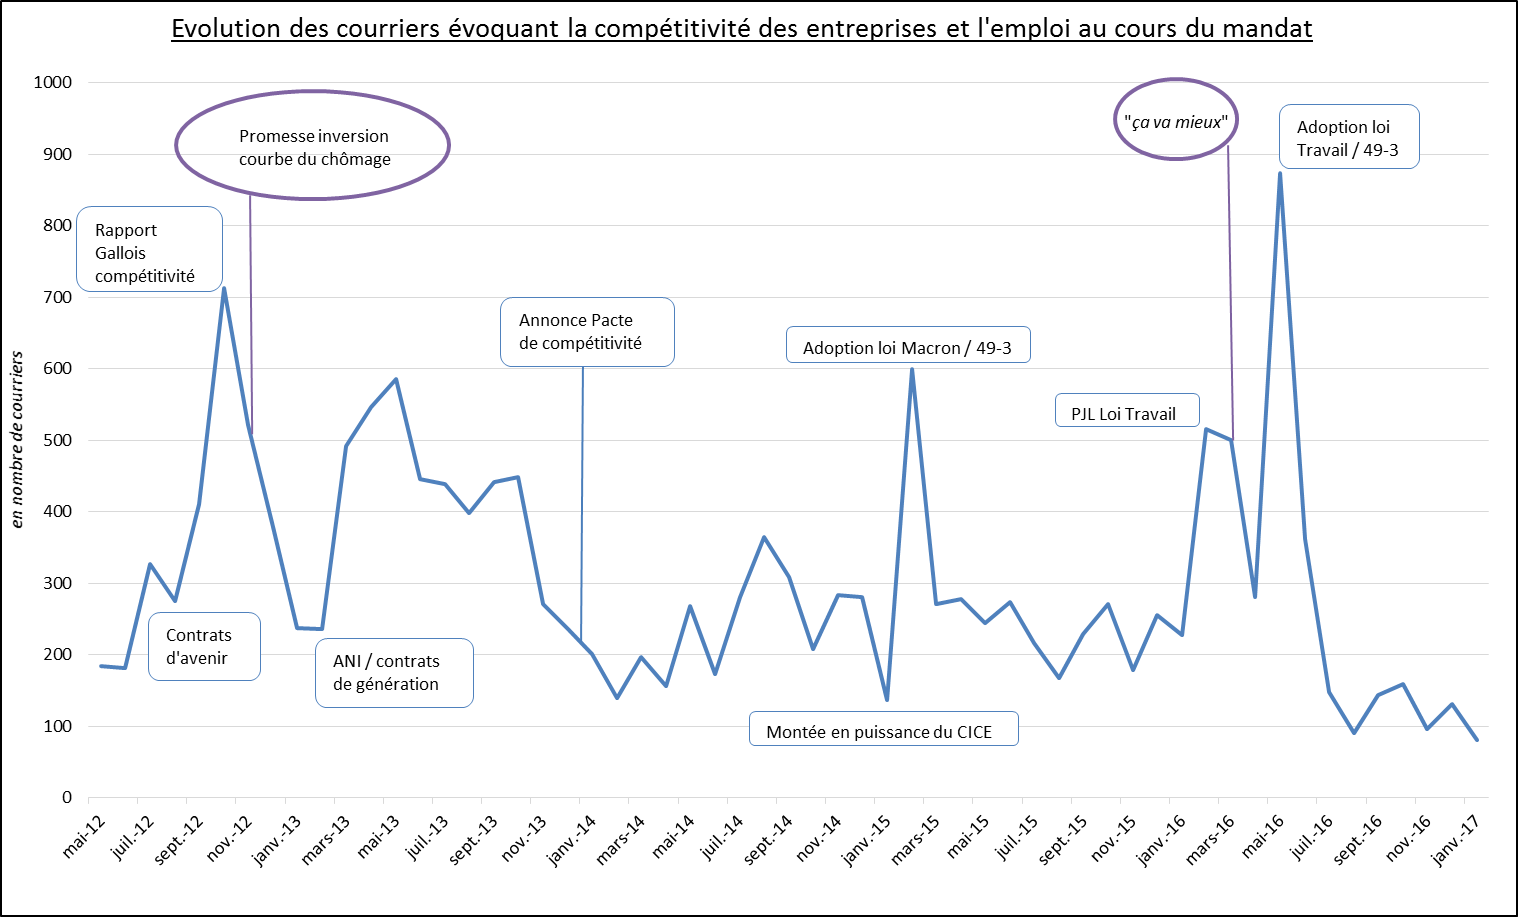 Evolution des courriers évoquant la compétitivité des entreprises et l'emploi au cours du mandat
en nombre de courriers
1000
900
800
700
600
500
400
300
200
100
0
Promesse inversion
courbe du chômage
"ça va mieux"
Adoption loi
Travail / 49-3
Rapport
Gallois
compétitivité
Annonce Pacte
de compétitivité
Adoption loi Macron / 49-3
PJL Loi Travail
Contrats
d'avenir
ANI / contrats
de génération
Montée en puissance du CICE
mai-12
juil.-12
sept.-12
nov.-12
janv.-13
mars-13
mai-13
juil.-13
sept.-13
nov.-13
janv.-14
mars-14
mai-14
juil.-14
sept.-14
nov.-14
janv.-15
mars-15
mai-15
juil.-15
sept.-15
nov.-15
janv.-16
mars-16
mai-16
juil.-16
sept.-16
nov.-16
janv.-17